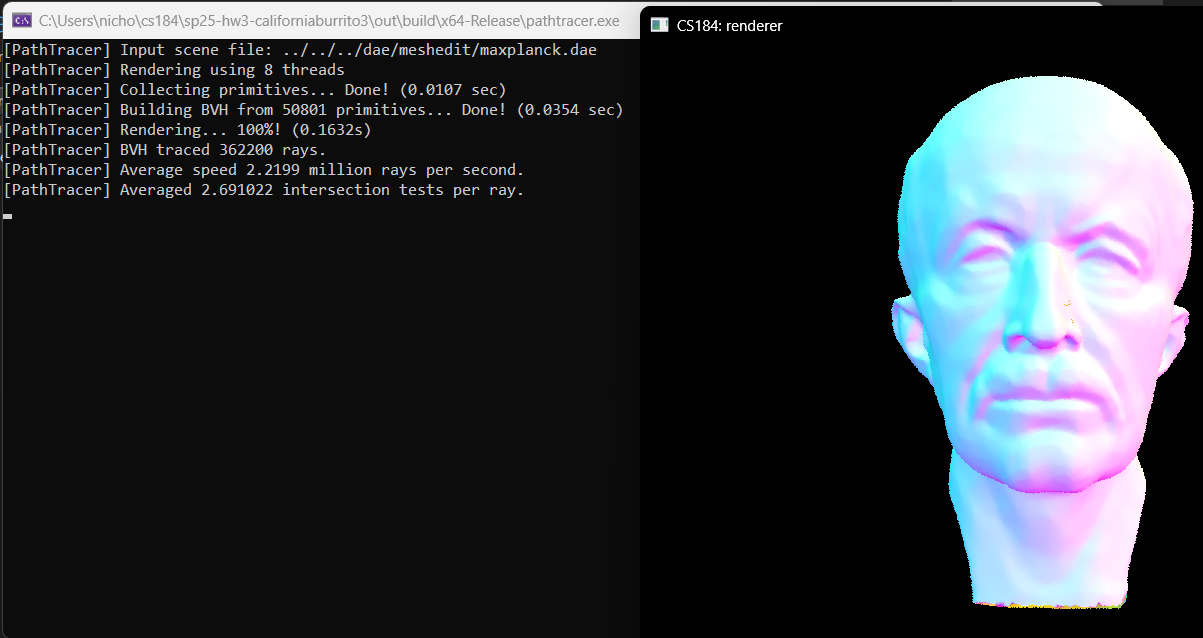 C:\Users\nicho\cs184\sp25-hw3-californiaburrito3\out\build\x64-Release\pathtracer.exe
[PathTracer] Input scene file: ../../../dae/meshedit/maxplanck.dae
[PathTracer] Rendering using 8 threads
[PathTracer] Collecting primitives... Done! (0.0107 sec)
[PathTracer] Building BVH from 50801 primitives... Done! (0.0354 sec)
[PathTracer] Rendering... 100%! (0.1632s)
[PathTracer] BVH traced 362200 rays.
[PathTracer] Average speed 2.2199 million rays per second.
[PathTracer] Averaged 2.691022 intersection tests per ray.
CS184: renderer